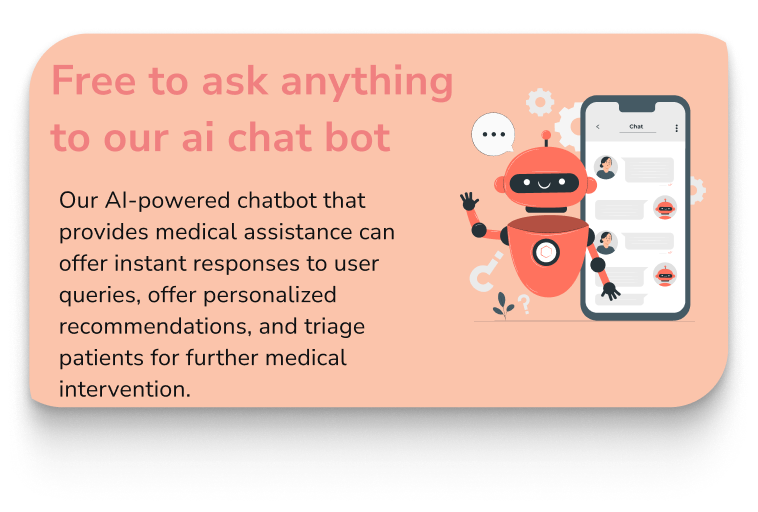 Free to ask anything
to our ai chat bot
Our AI-powered chatbot that
provides medical assistance can
offer instant responses to user
queries, offer personalized
recommendations, and triage
patients for further medical
intervention.
Chat
?